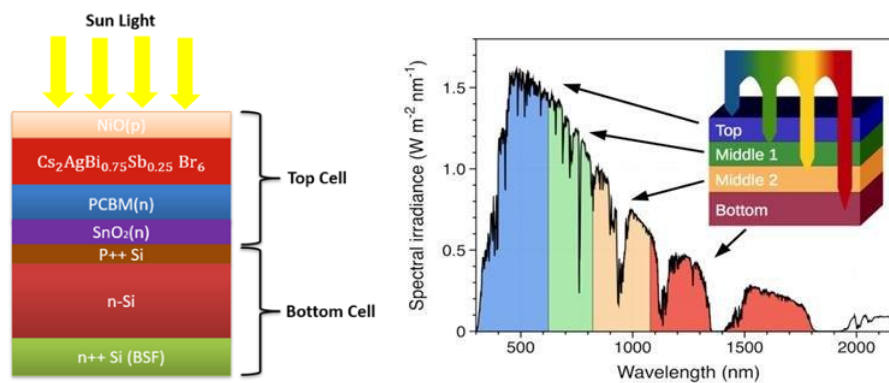 Sun Light
NiO(p)
Cs₂AgBi₀.₇₅Sb₀.₂₅ Br₆
PCBM(n)
SnO₂(n)
P++ Si
n-Si
n++ Si (BSF)
Top Cell
Bottom Cell
Spectral irradiance (W m⁻² nm⁻¹)
1.5
1.0
0.5
0
500
1000
1500
2000
Wavelength (nm)
Top
Middle 1
Middle 2
Bottom